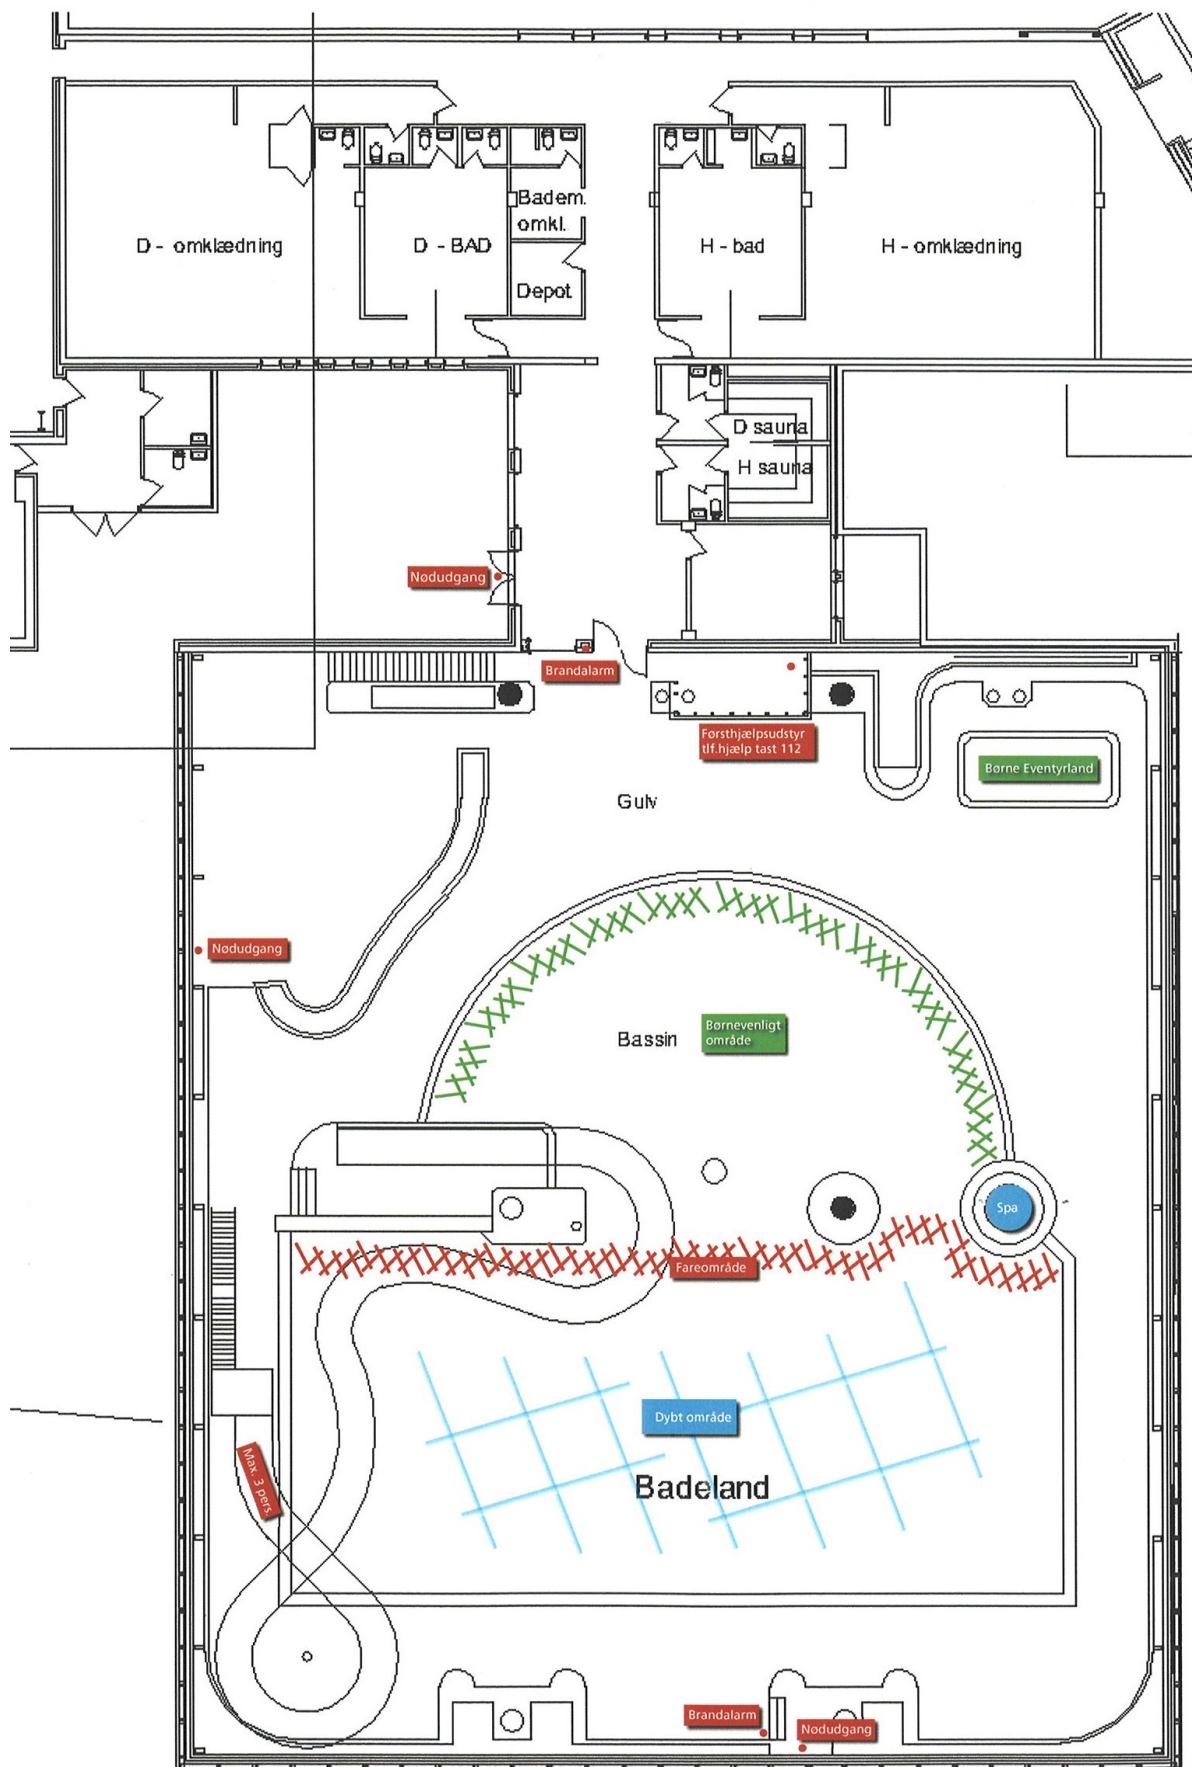 Badem.
omkl.
D - omklædning
D - BAD
H - bad
H - omklædning
Depot
D sauna
H sauna
Nødudgang
Brandalarm
Førsthjælpsudstyr
tlf.hjælp tast 112
Børne Eventyrland
Gulv
Nødudgang
Bassin
Børnevenligt
område
Spa
Fareområde
Dybt område
Max. 3 pers.
Badeland
Brandalarm
Nødudgang